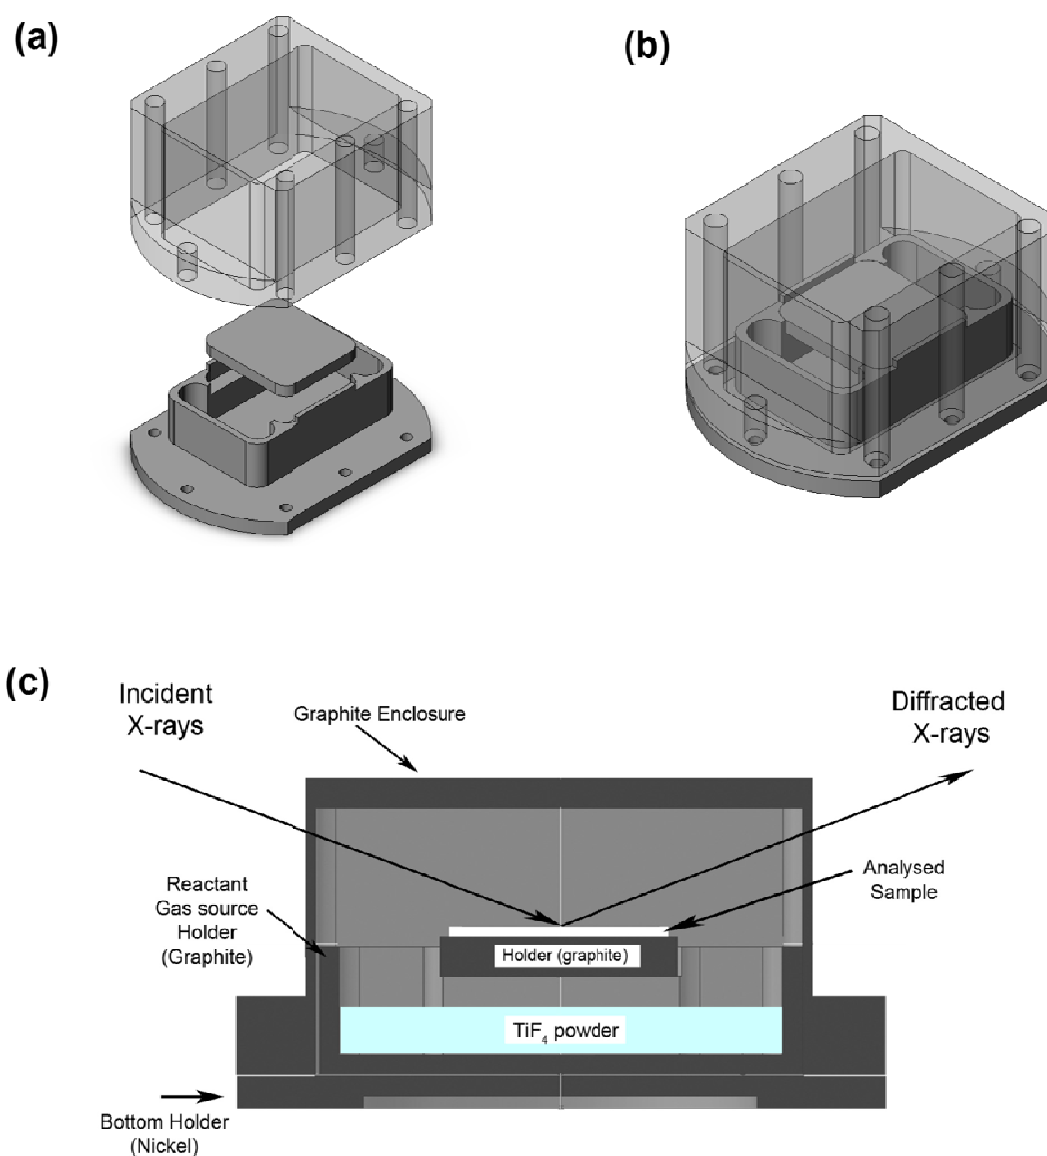 (a)
(b)
(c)
Incident
X-rays
Graphite Enclosure
Diffracted
X-rays
Reactant
Gas source
Holder
(Graphite)
Analysed
Sample
Holder (graphite)
TiF₄ powder
Bottom Holder
(Nickel)